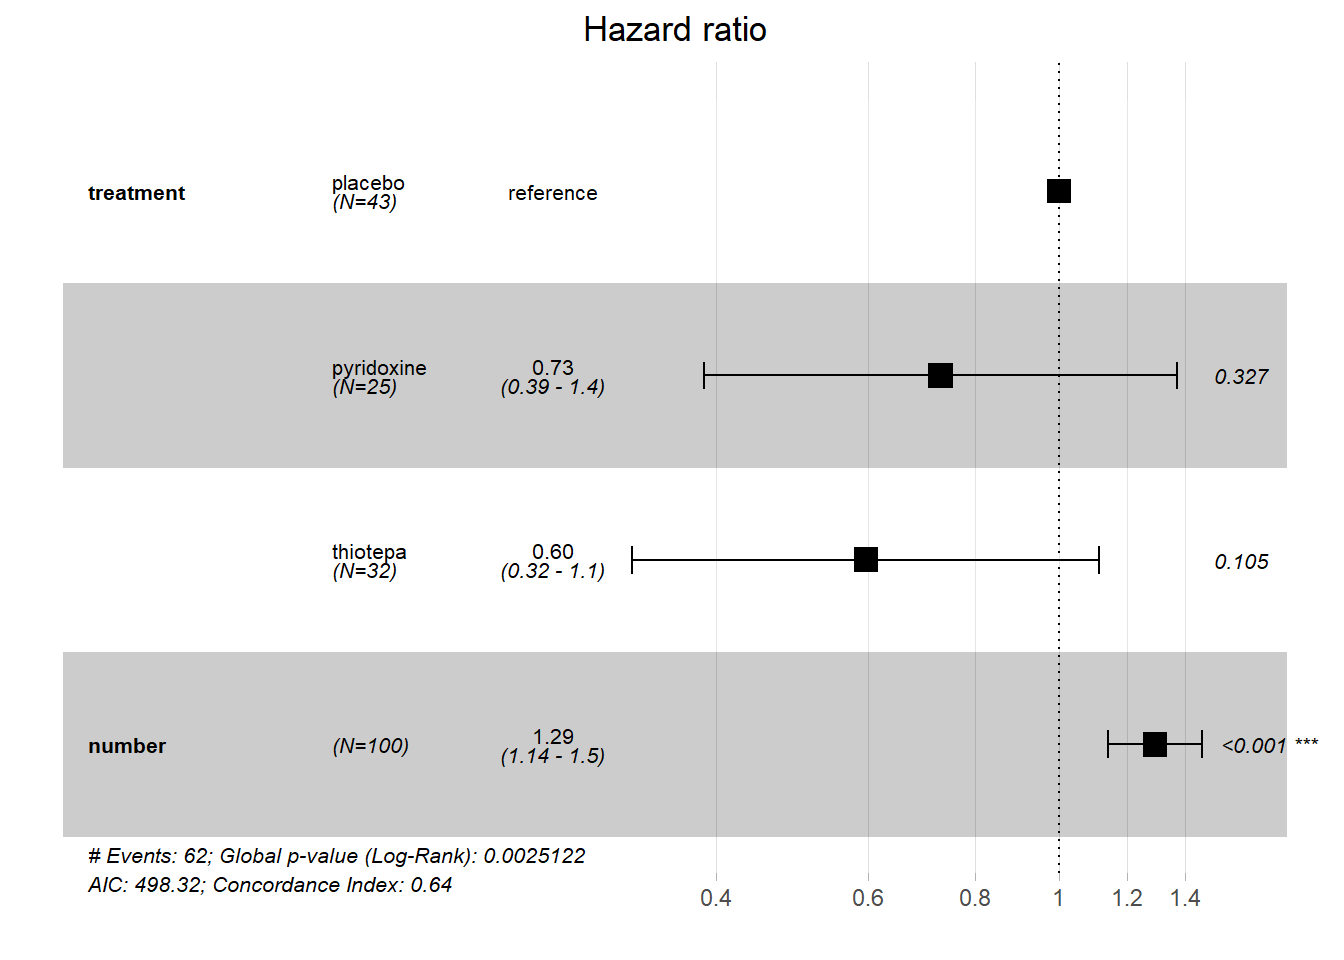 Hazard ratio
treatment placebo reference
(N=43)
pyridoxine 0.73
(N=25) (0.39 - 1.4) 0.327
thiotepa 0.60
(N=32) (0.32 - 1.1) 0.105
number (N=100) 1.29 <0.001 ***
(1.14 - 1.5)
# Events: 62; Global p-value (Log-Rank): 0.0025122
AIC: 498.32; Concordance Index: 0.64
0.4 0.6 0.8 1 1.2 1.4